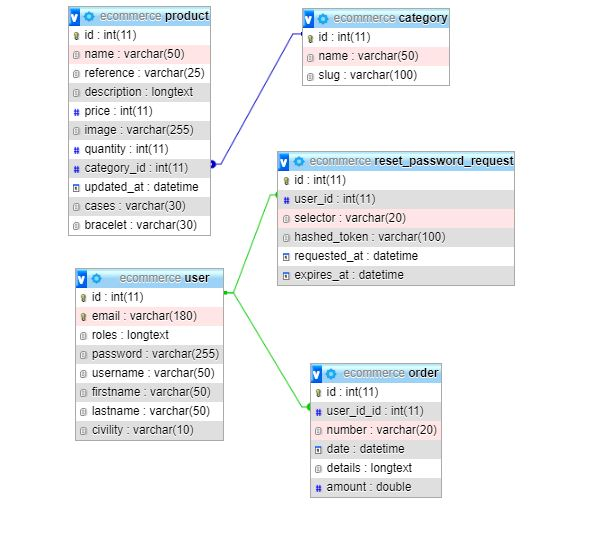 ecommerce product
id : int(11)
name : varchar(50)
reference : varchar(25)
description : longtext
price : int(11)
image : varchar(255)
quantity : int(11)
category_id : int(11)
updated_at : datetime
cases : varchar(30)
bracelet : varchar(30)
ecommerce category
id : int(11)
name : varchar(50)
slug : varchar(100)
ecommerce reset_password_request
id : int(11)
user_id : int(11)
selector : varchar(20)
hashed_token : varchar(100)
requested_at : datetime
expires_at : datetime
ecommerce user
id : int(11)
email : varchar(180)
roles : longtext
password : varchar(255)
username : varchar(50)
firstname : varchar(50)
lastname : varchar(50)
civility : varchar(10)
ecommerce order
id : int(11)
user_id_id : int(11)
number : varchar(20)
date : datetime
details : longtext
amount : double